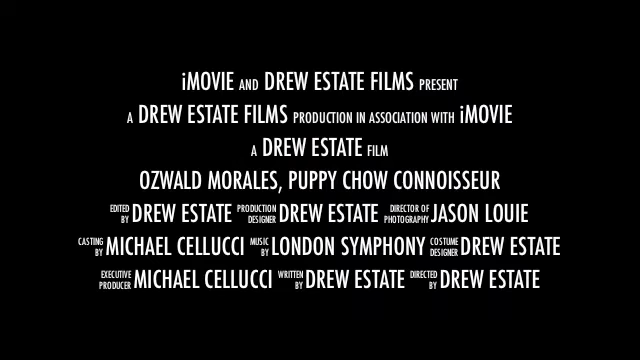 iMOVIE AND DREW ESTATE FILMS PRESENT
A DREW ESTATE FILMS PRODUCTION IN ASSOCIATION WITH iMOVIE
A DREW ESTATE FILM
OZWALD MORALES, PUPPY CHOW CONNOISSEUR
EDITED BY DREW ESTATE PRODUCTION DESIGNER DREW ESTATE DIRECTOR OF PHOTOGRAPHY JASON LOUIE
CASTING BY MICHAEL CELLUCCI MUSIC BY LONDON SYMPHONY COSTUME DESIGNER DREW ESTATE
EXECUTIVE PRODUCER MICHAEL CELLUCCI WRITTEN BY DREW ESTATE DIRECTED BY DREW ESTATE